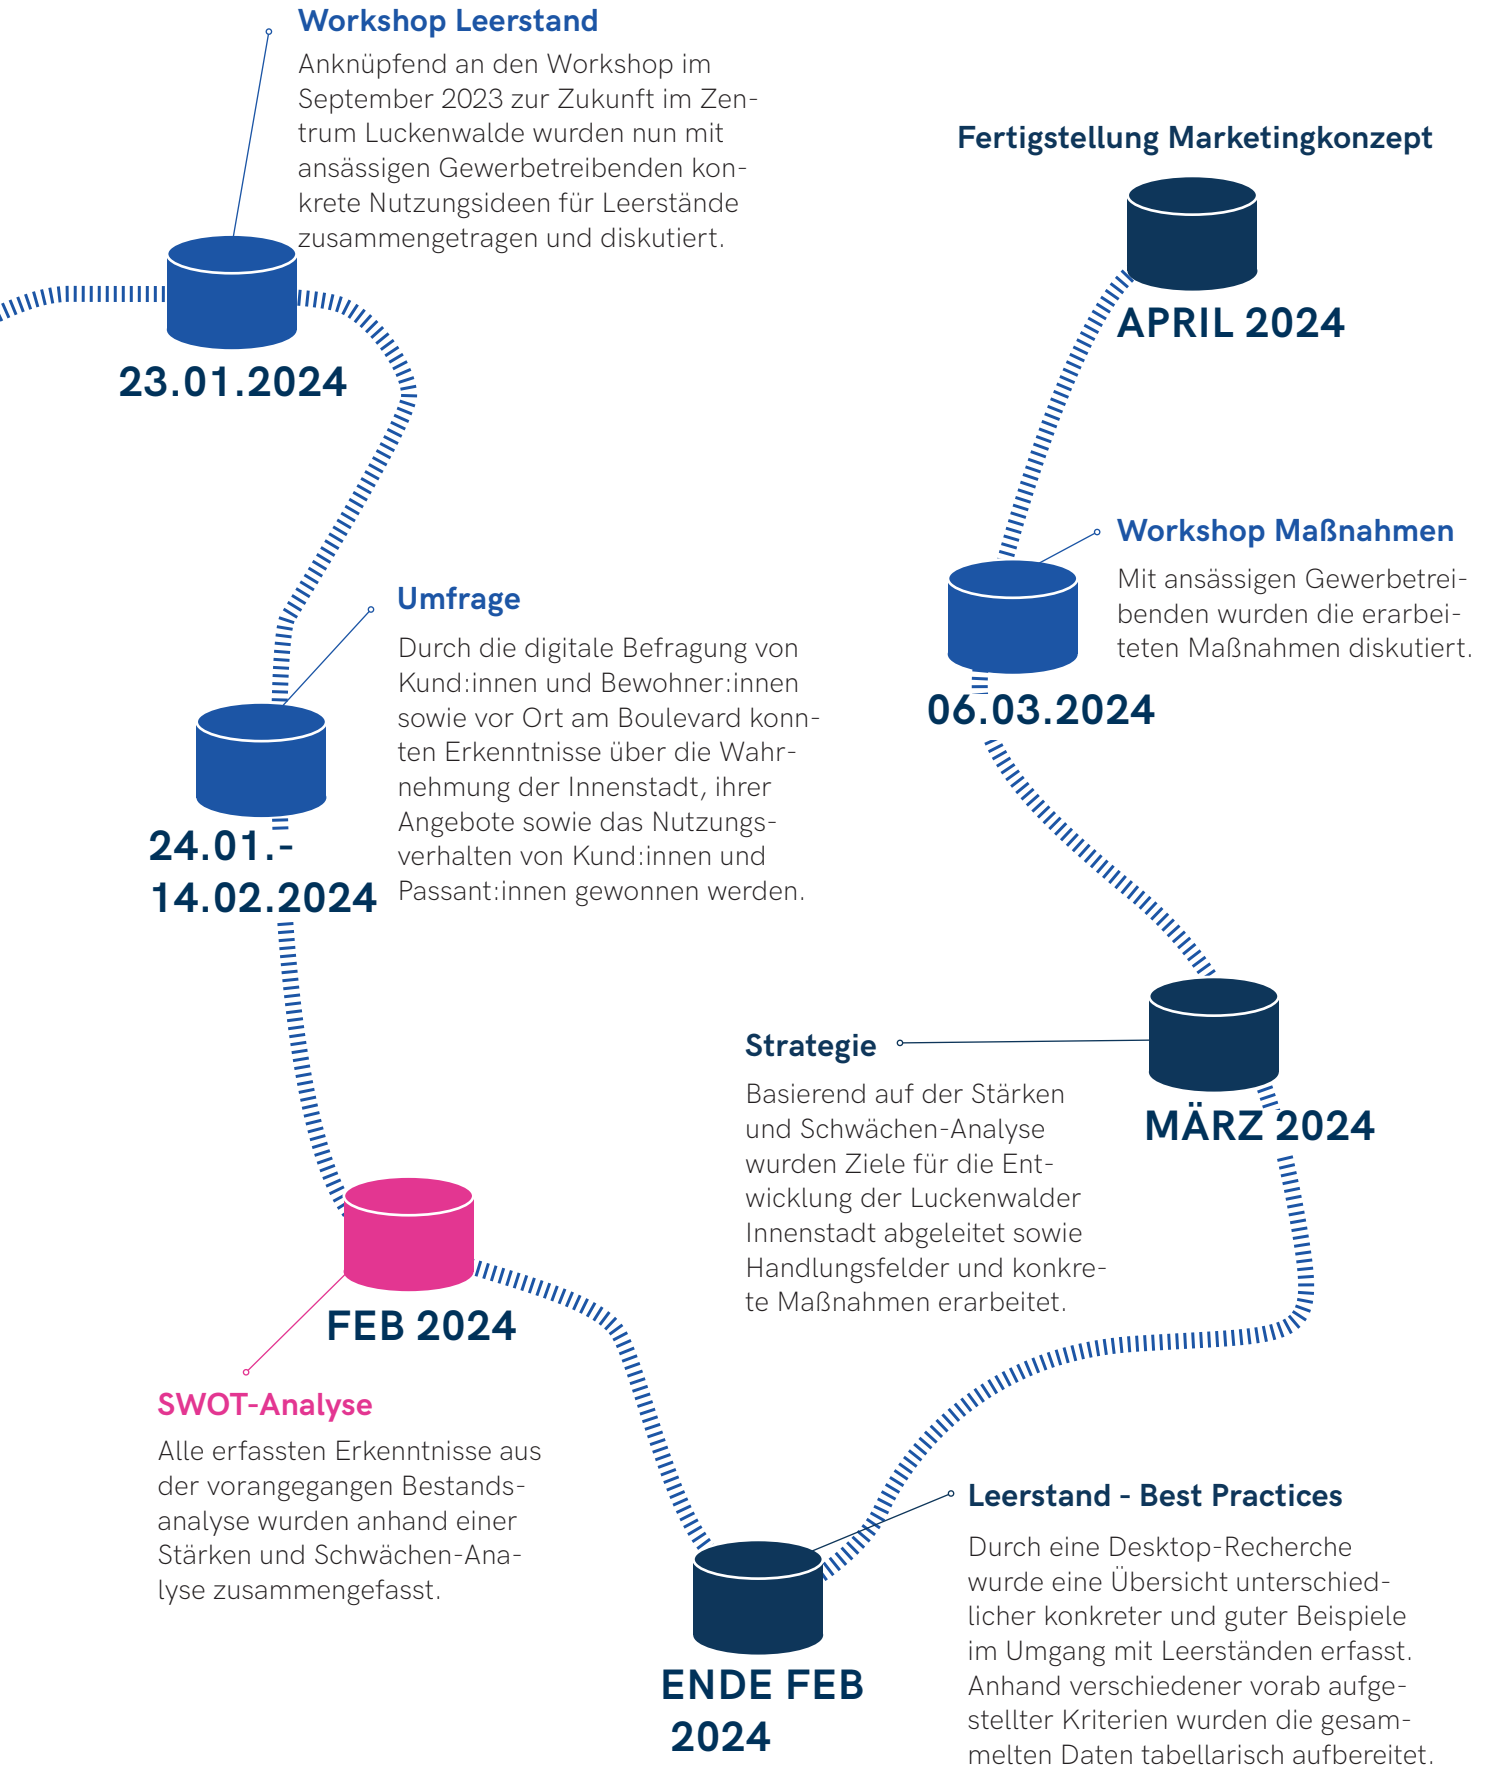 Workshop Leerstand
Anknüpfend an den Workshop im
September 2023 zur Zukunft im Zen-
trum Luckenwalde wurden nun mit
ansässigen Gewerbetreibenden kon-
krete Nutzungsideen für Leerstände
zusammengetragen und diskutiert.
23.01.2024
Umfrage
Durch die digitale Befragung von
Kund:innen und Bewohner:innen
sowie vor Ort am Boulevard konn-
ten Erkenntnisse über die Wahr-
nehmung der Innenstadt, ihrer
Angebote sowie das Nutzungs-
verhalten von Kund:innen und
Passant:innen gewonnen werden.
24.01.-
14.02.2024
FEB 2024
SWOT-Analyse
Alle erfassten Erkenntnisse aus
der vorangegangen Bestands-
analyse wurden anhand einer
Stärken und Schwächen-Ana-
lyse zusammengefasst.
ENDE FEB
2024
Leerstand - Best Practices
Durch eine Desktop-Recherche
wurde eine Übersicht unterschied-
licher konkreter und guter Beispiele
im Umgang mit Leerständen erfasst.
Anhand verschiedener vorab aufge-
stellter Kriterien wurden die gesam-
melten Daten tabellarisch aufbereitet.
Strategie
Basierend auf der Stärken
und Schwächen-Analyse
wurden Ziele für die Ent-
wicklung der Luckenwalder
Innenstadt abgeleitet sowie
Handlungsfelder und konkre-
te Maßnahmen erarbeitet.
MÄRZ 2024
Workshop Maßnahmen
Mit ansässigen Gewerbetrei-
benden wurden die erarbei-
teten Maßnahmen diskutiert.
06.03.2024
Fertigstellung Marketingkonzept
APRIL 2024